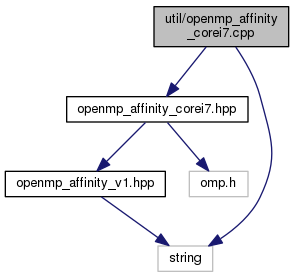 util/openmp_affinity
_corei7.cpp
openmp_affinity_corei7.hpp
openmp_affinity_v1.hpp
omp.h
string